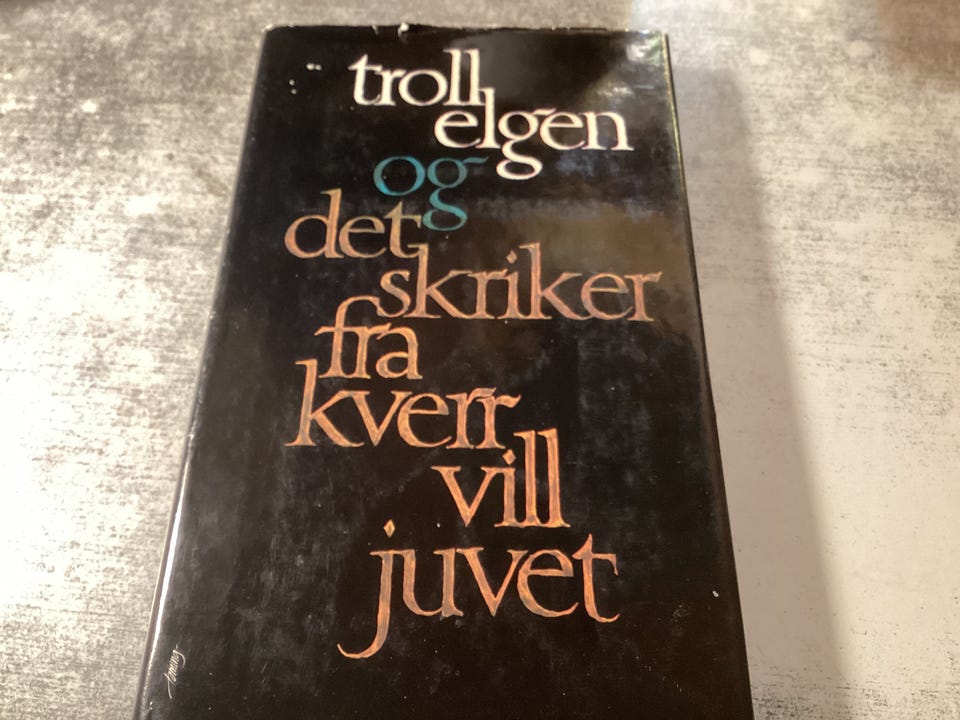 troll
elgen
og
det
skriker
fra
kverr
vill
juvet